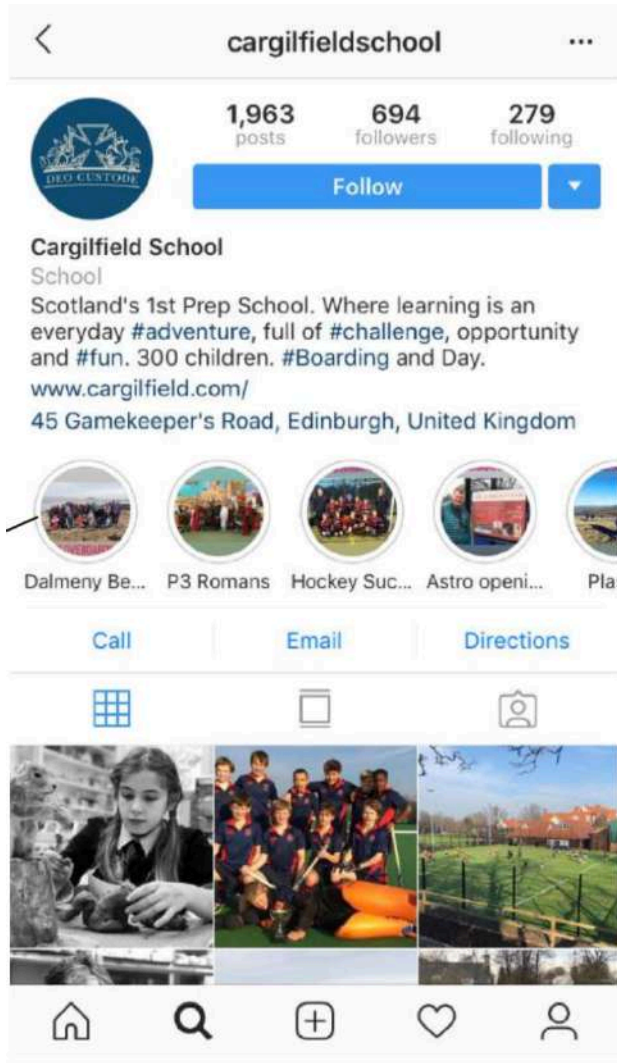 cargilfieldschool
1,963 694 279
posts followers following
Follow
DEO CUSTODE
Cargilfield School
School
Scotland's 1st Prep School. Where learning is an
everyday #adventure, full of #challenge, opportunity
and #fun. 300 children. #Boarding and Day.
www.cargilfield.com/
45 Gamekeeper's Road, Edinburgh, United Kingdom
Dalmeny Be... P3 Romans Hockey Suc... Astro openi... Pla
Call Email Directions